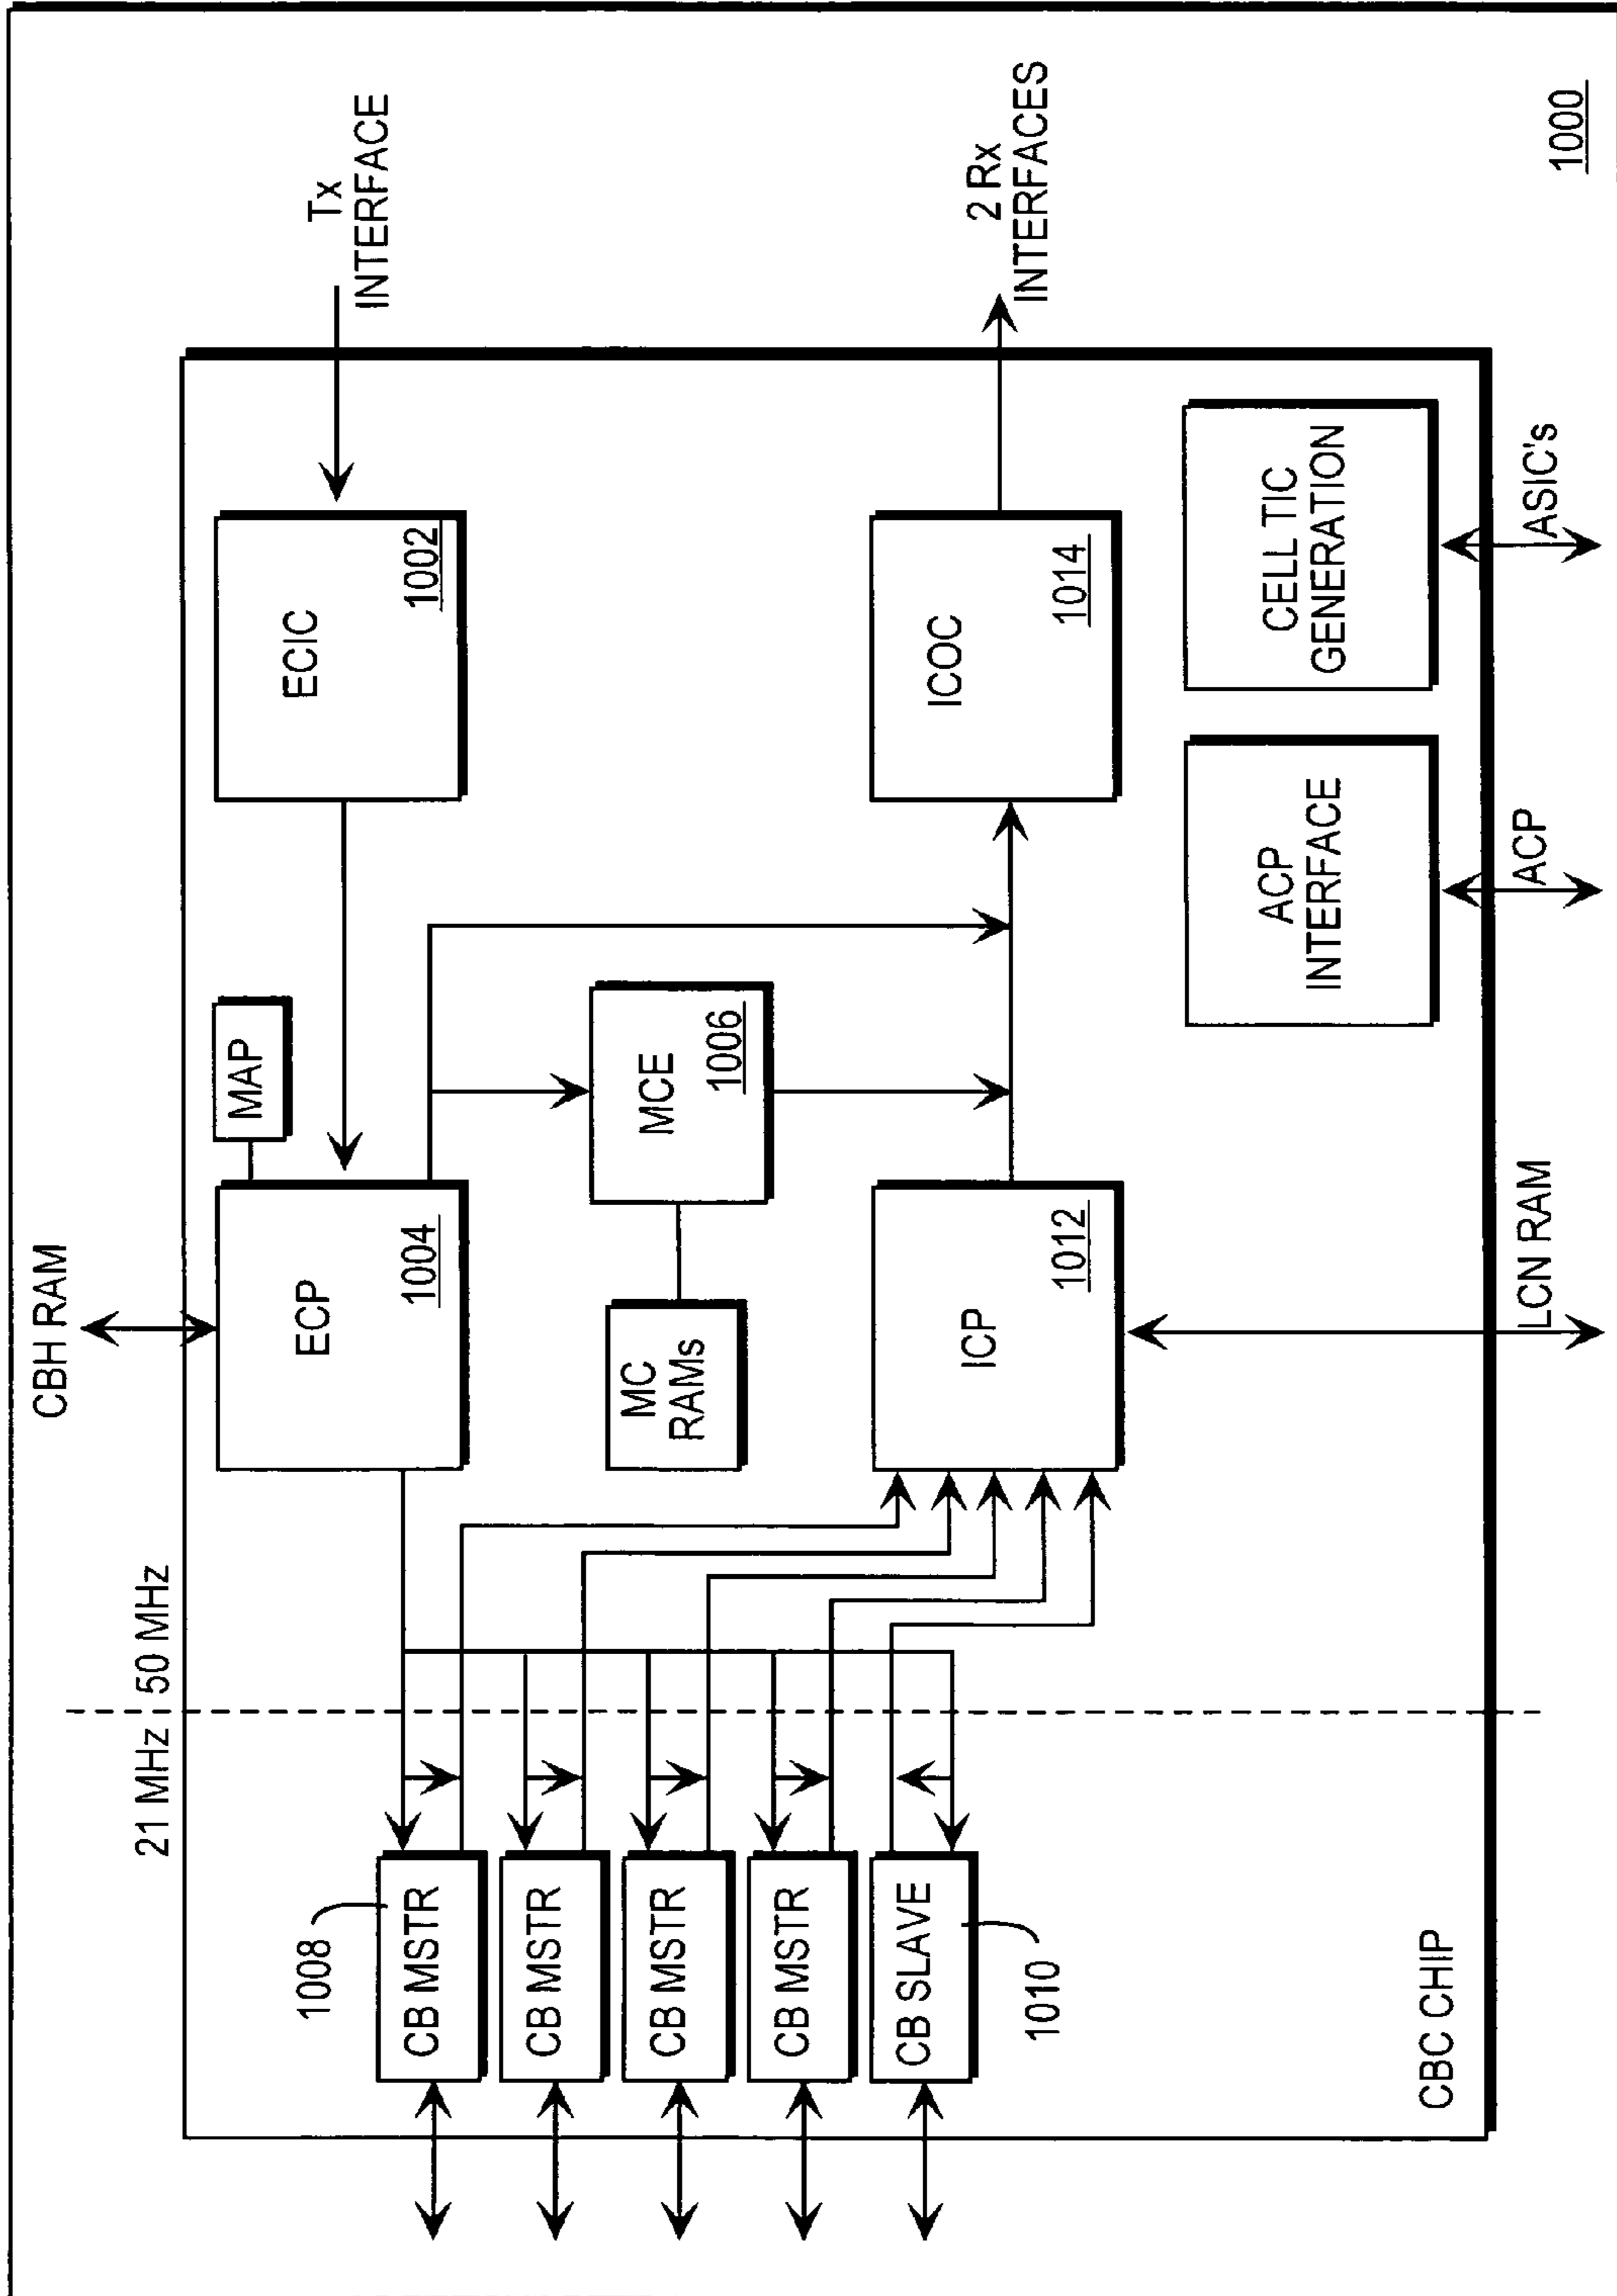 CBH RAM
Tx
INTERFACE
21 MHz
50 MHz
MAP
ECP
1004
ECIC
1002
1008
CB MSTR
CB MSTR
CB MSTR
CB MSTR
CB SLAVE
1010
MC
RAMs
MCE
1006
2 Rx
INTERFACES
ICP
1012
ICOC
1014
ACP
INTERFACE
CELL TIC
GENERATION
CBC CHIP
LCN RAM
ACP
ASIC's
1000